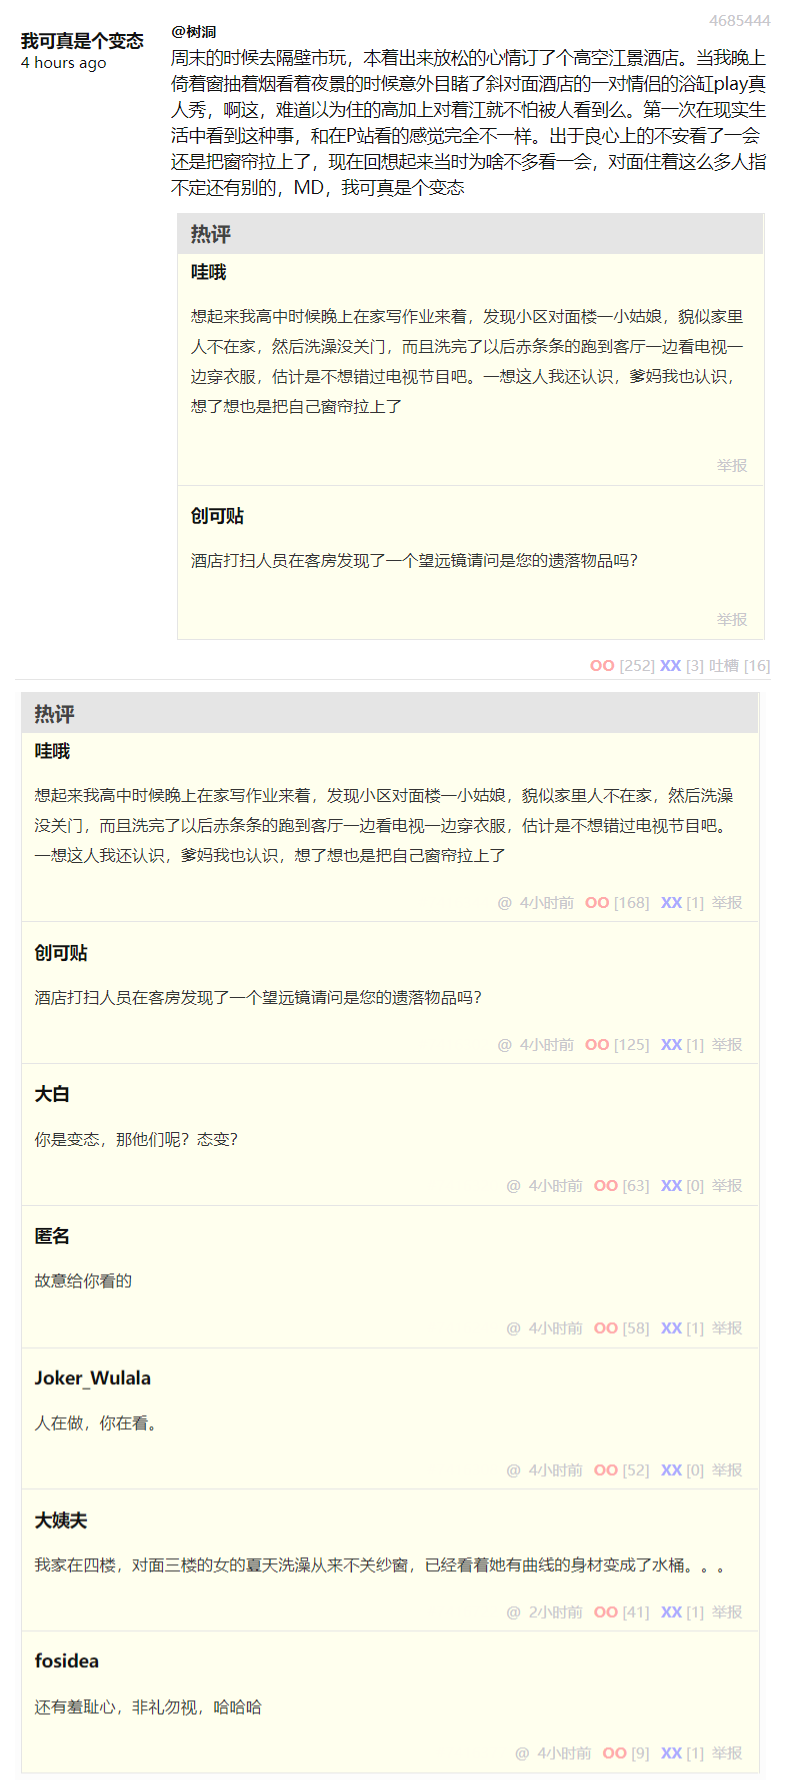 4685444
我可真是个变态
4 hours ago
@树洞
周末的时候去隔壁市玩，本着出来放松的心情订了个高空江景酒店。当我晚上
倚着窗抽着烟看着夜景的时候意外目睹了斜对面酒店的一对情侣的浴缸play真
人秀，啊这，难道以为住的高加上对着江就不怕被人看到么。第一次在现实生
活中看到这种事，和在P站看的感觉完全不一样。出于良心上的不安看了一会
还是把窗帘拉上了，现在回想起来当时为啥不多看一会，对面住着这么多人指
不定还有别的，MD，我可真是个变态
热评
哇哦
想起来我高中时候晚上在家写作业来着，发现小区对面楼一小姑娘，貌似家里
人不在家，然后洗澡没关门，而且洗完了以后赤条条的跑到客厅一边看电视一
边穿衣服，估计是不想错过电视节目吧。一想这人我还认识，爹妈我也认识，
想了想也是把自己窗帘拉上了
举报
创可贴
酒店打扫人员在客房发现了一个望远镜请问是您的遗落物品吗？
举报
OO [252] XX [3] 吐槽 [16]
热评
哇哦
想起来我高中时候晚上在家写作业来着，发现小区对面楼一小姑娘，貌似家里人不在家，然后洗澡
没关门，而且洗完了以后赤条条的跑到客厅一边看电视一边穿衣服，估计是不想错过电视节目吧。
一想这人我还认识，爹妈我也认识，想了想也是把自己窗帘拉上了
@ 4小时前 OO [168] XX [1] 举报
创可贴
酒店打扫人员在客房发现了一个望远镜请问是您的遗落物品吗？
@ 4小时前 OO [125] XX [1] 举报
大白
你是变态，那他们呢？态变？
@ 4小时前 OO [63] XX [0] 举报
匿名
故意给你看的
@ 4小时前 OO [58] XX [1] 举报
Joker_Wulala
人在做，你在看。
@ 4小时前 OO [52] XX [0] 举报
大姨夫
我家在四楼，对面三楼的女的夏天洗澡从来不关纱窗，已经看着她有曲线的身材变成了水桶。。。
@ 2小时前 OO [41] XX [1] 举报
fosidea
还有羞耻心，非礼勿视，哈哈哈
@ 4小时前 OO [9] XX [1] 举报